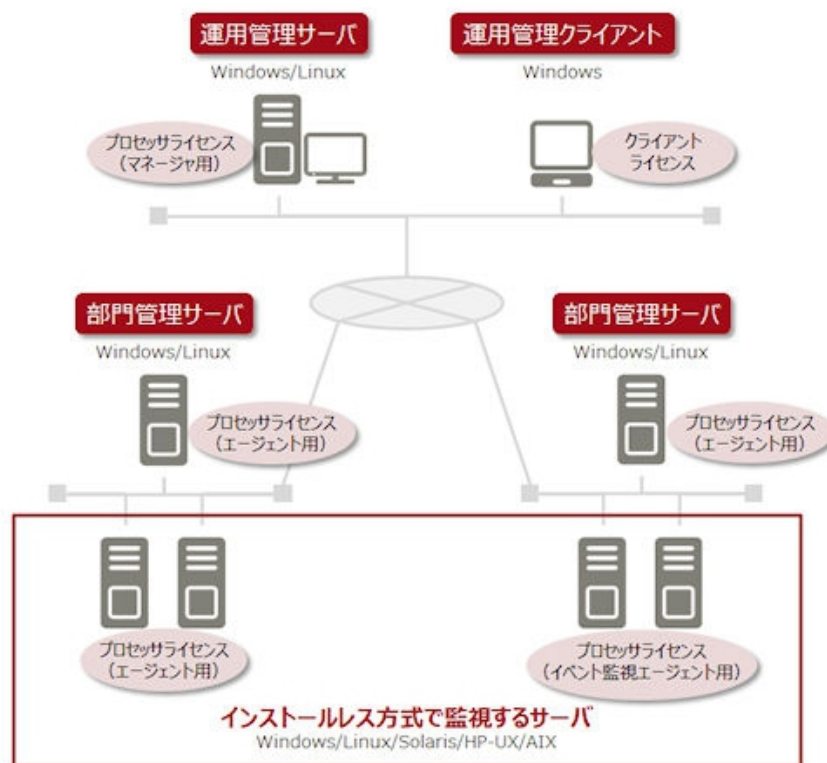 運用管理サーバ
運用管理クライアント
Windows/Linux
Windows
プロセッサライセンス
（マネージャ用）
クライアント
ライセンス
部門管理サーバ
部門管理サーバ
Windows/Linux
Windows/Linux
プロセッサライセンス
（エージェント用）
プロセッサライセンス
（エージェント用）
プロセッサライセンス
（エージェント用）
プロセッサライセンス
（イベント監視エージェント用）
インストールレス方式で監視するサーバ
Windows/Linux/Solaris/HP-UX/AIX